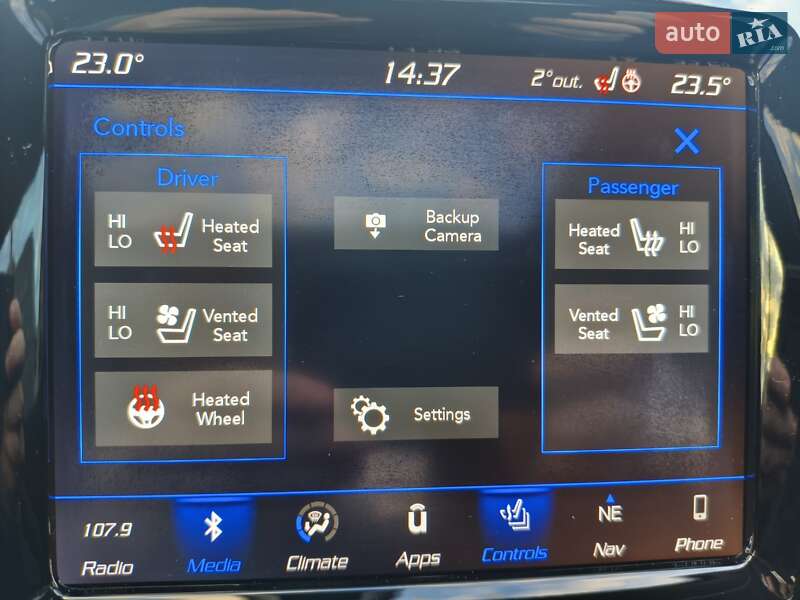 auto RIA .com
23.0°
14:37
2° out.
23.5°
Controls
Driver
Passenger
HI
LO
Heated
Seat
HI
LO
Vented
Seat
Heated
Wheel
Backup
Camera
Settings
Heated
Seat
HI
LO
Vented
Seat
HI
LO
107.9
Radio
Media
Climate
u
Apps
Controls
NE
Nav
Phone